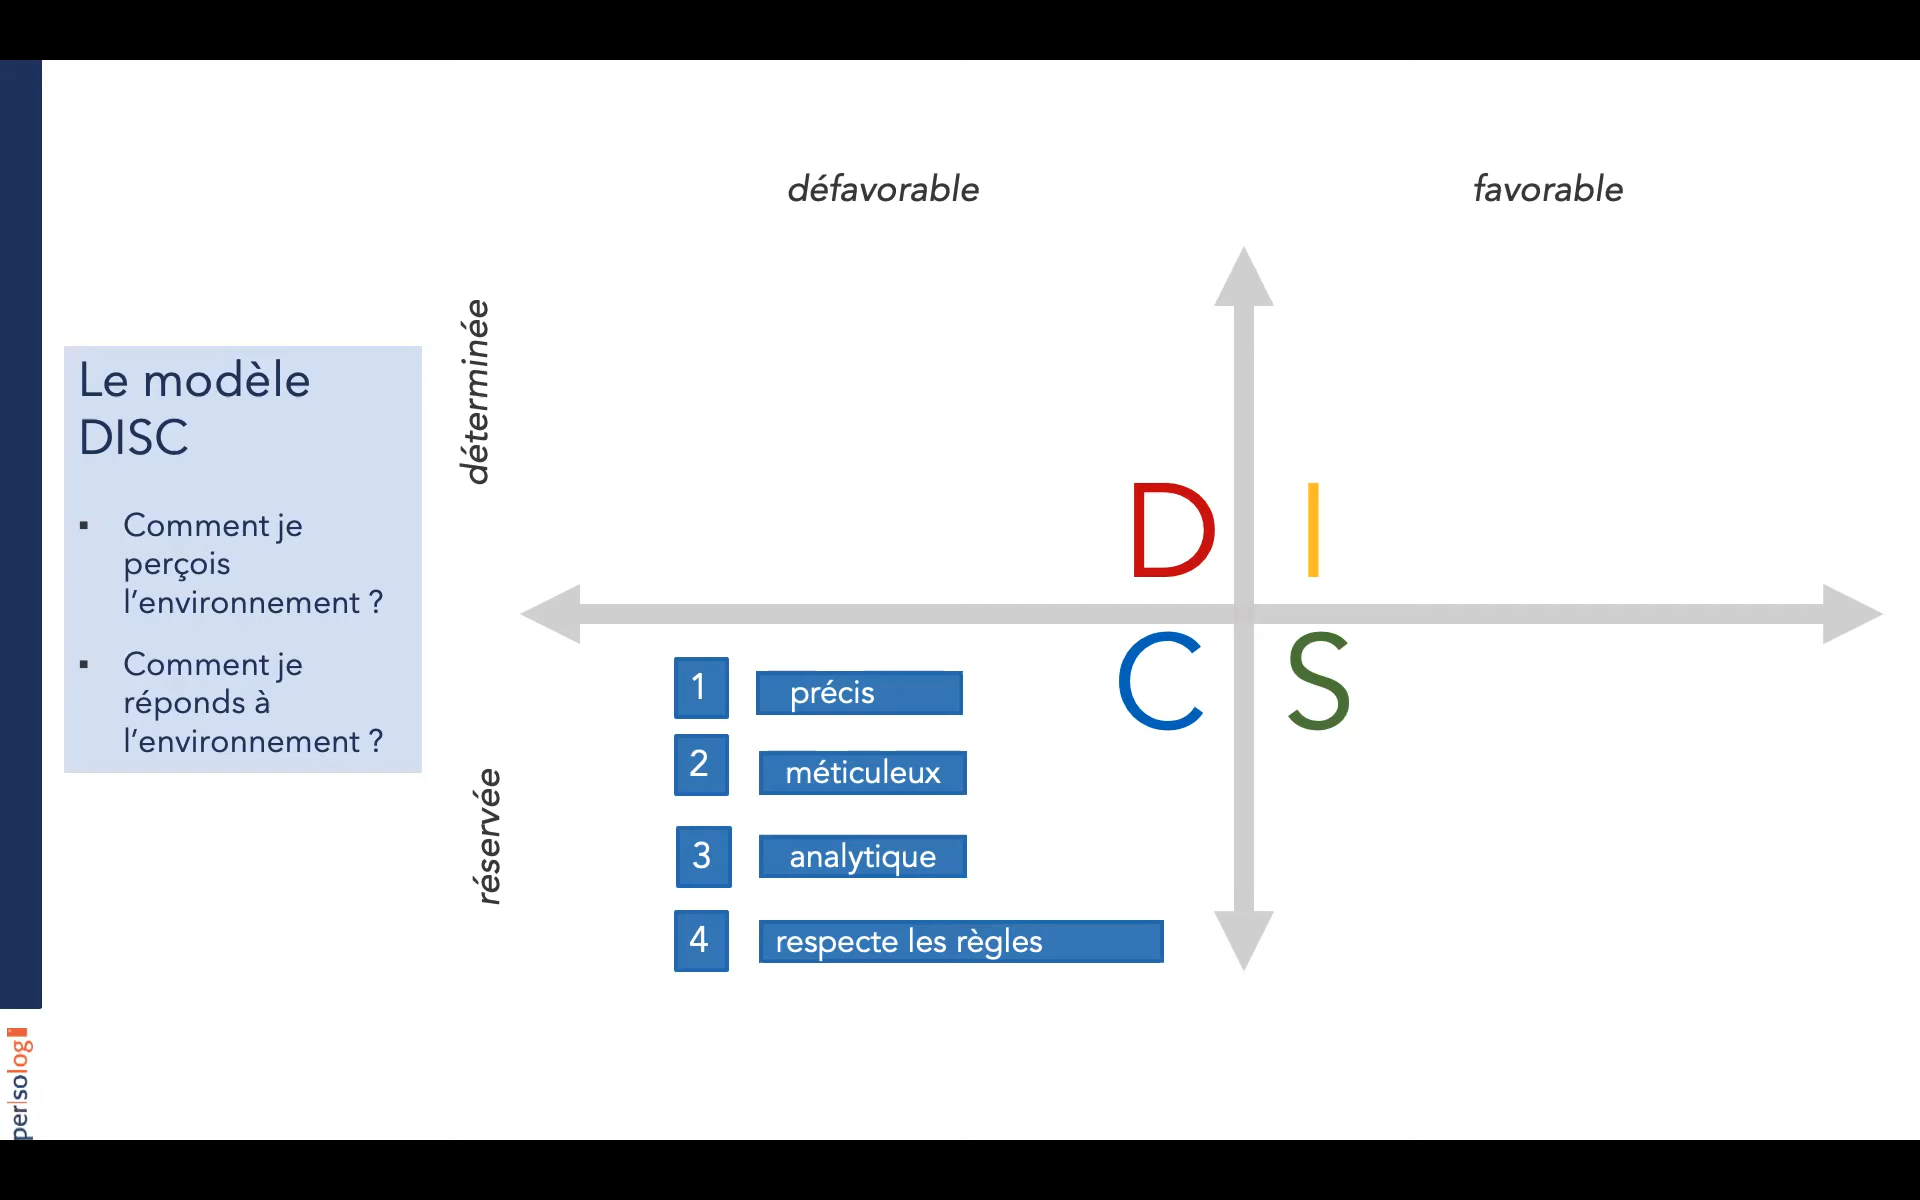 défavorable
favorable
déterminée
Le modèle
DISC
▪ Comment je
perçois
l'environnement ?
▪ Comment je
réponds à
l'environnement ?
D I
C S
1 précis
2 méticuleux
3 analytique
4 respecte les règles
réservée
persolog